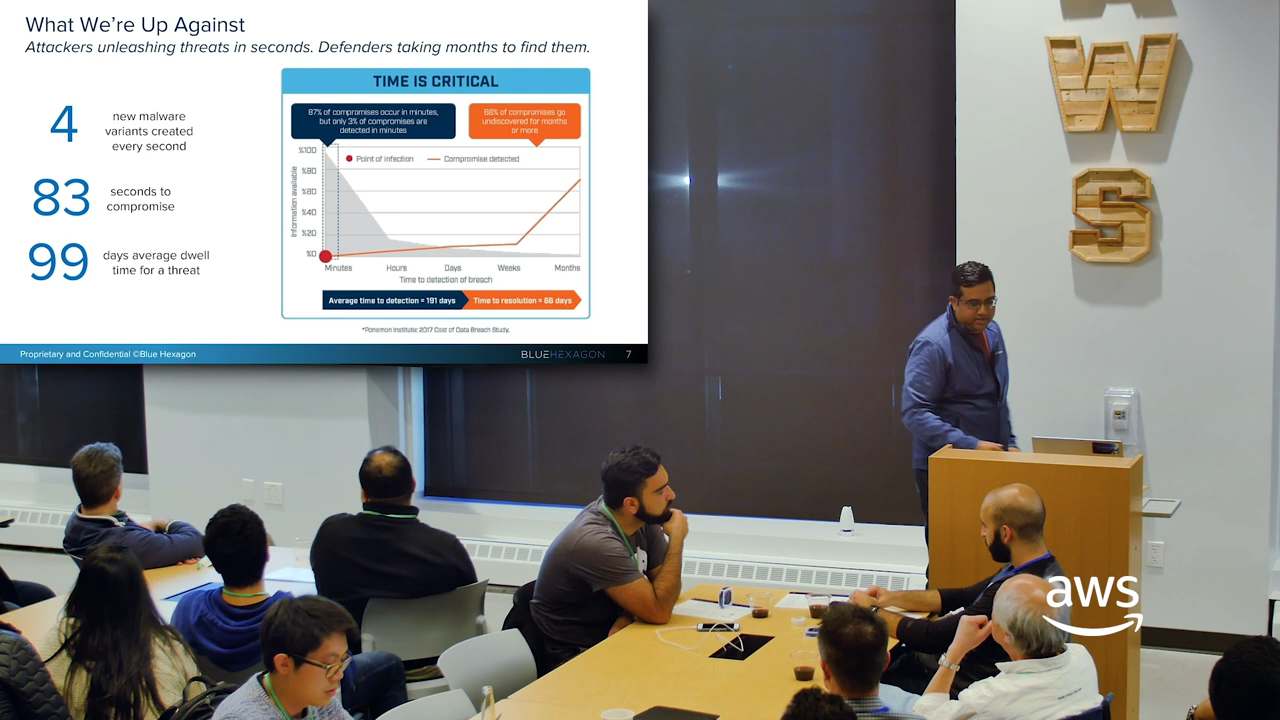 What We're Up Against
Attackers unleashing threats in seconds. Defenders taking months to find them.
4
new malware
variants created
every second
83
seconds to
compromise
99
days average dwell
time for a threat
TIME IS CRITICAL
87% of compromises occur in minutes,
but only 3% of compromises are
detected in minutes
68% of compromises go
undiscovered for months
or more
Point of infection
Compromise detected
Information available
%100
%80
%60
%40
%20
%0
Minutes
Hours
Days
Weeks
Months
Time to detection of breach
Average time to detection = 191 days
Time to resolution = 66 days
*Ponemon Institute: 2017 Cost of Data Breach Study.
Proprietary and Confidential ©Blue Hexagon
BLUEHEXAGON
7
W
S
aws